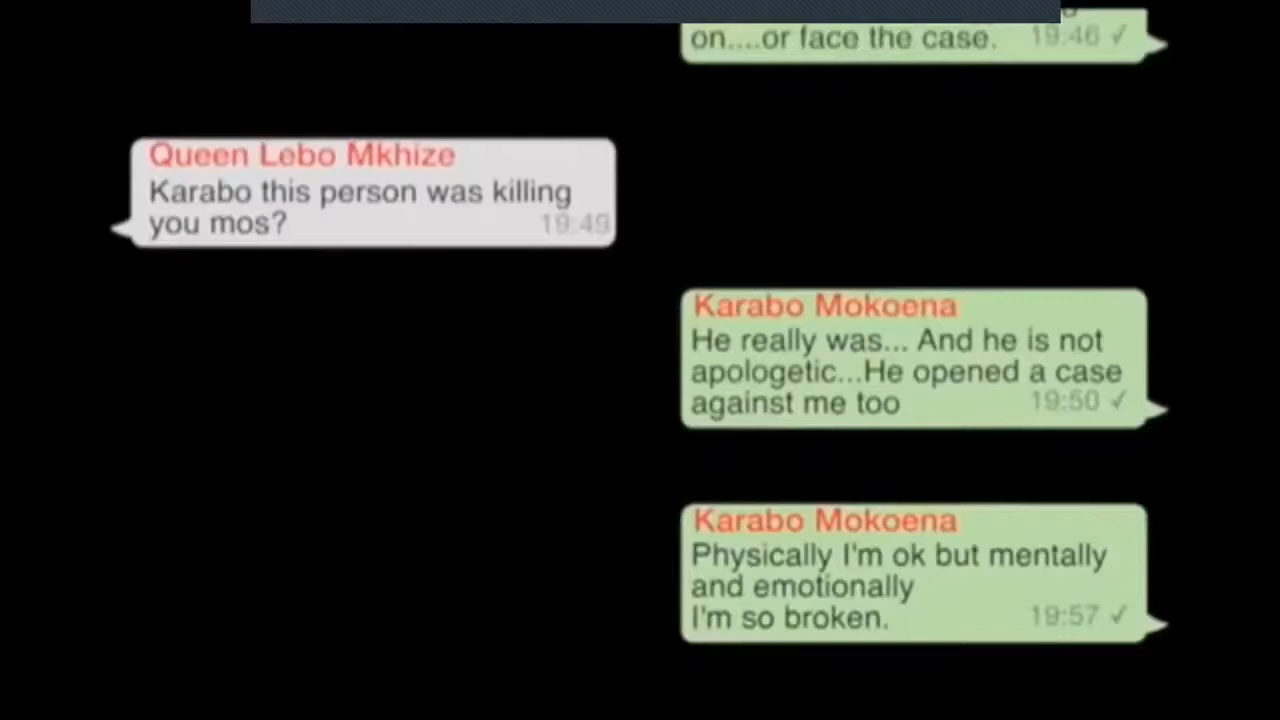 on....or face the case. 19:46 ✓
Queen Lebo Mkhize
Karabo this person was killing
you mos? 19:49
Karabo Mokoena
He really was... And he is not
apologetic...He opened a case
against me too 19:50 ✓
Karabo Mokoena
Physically I'm ok but mentally
and emotionally
I'm so broken. 19:57 ✓